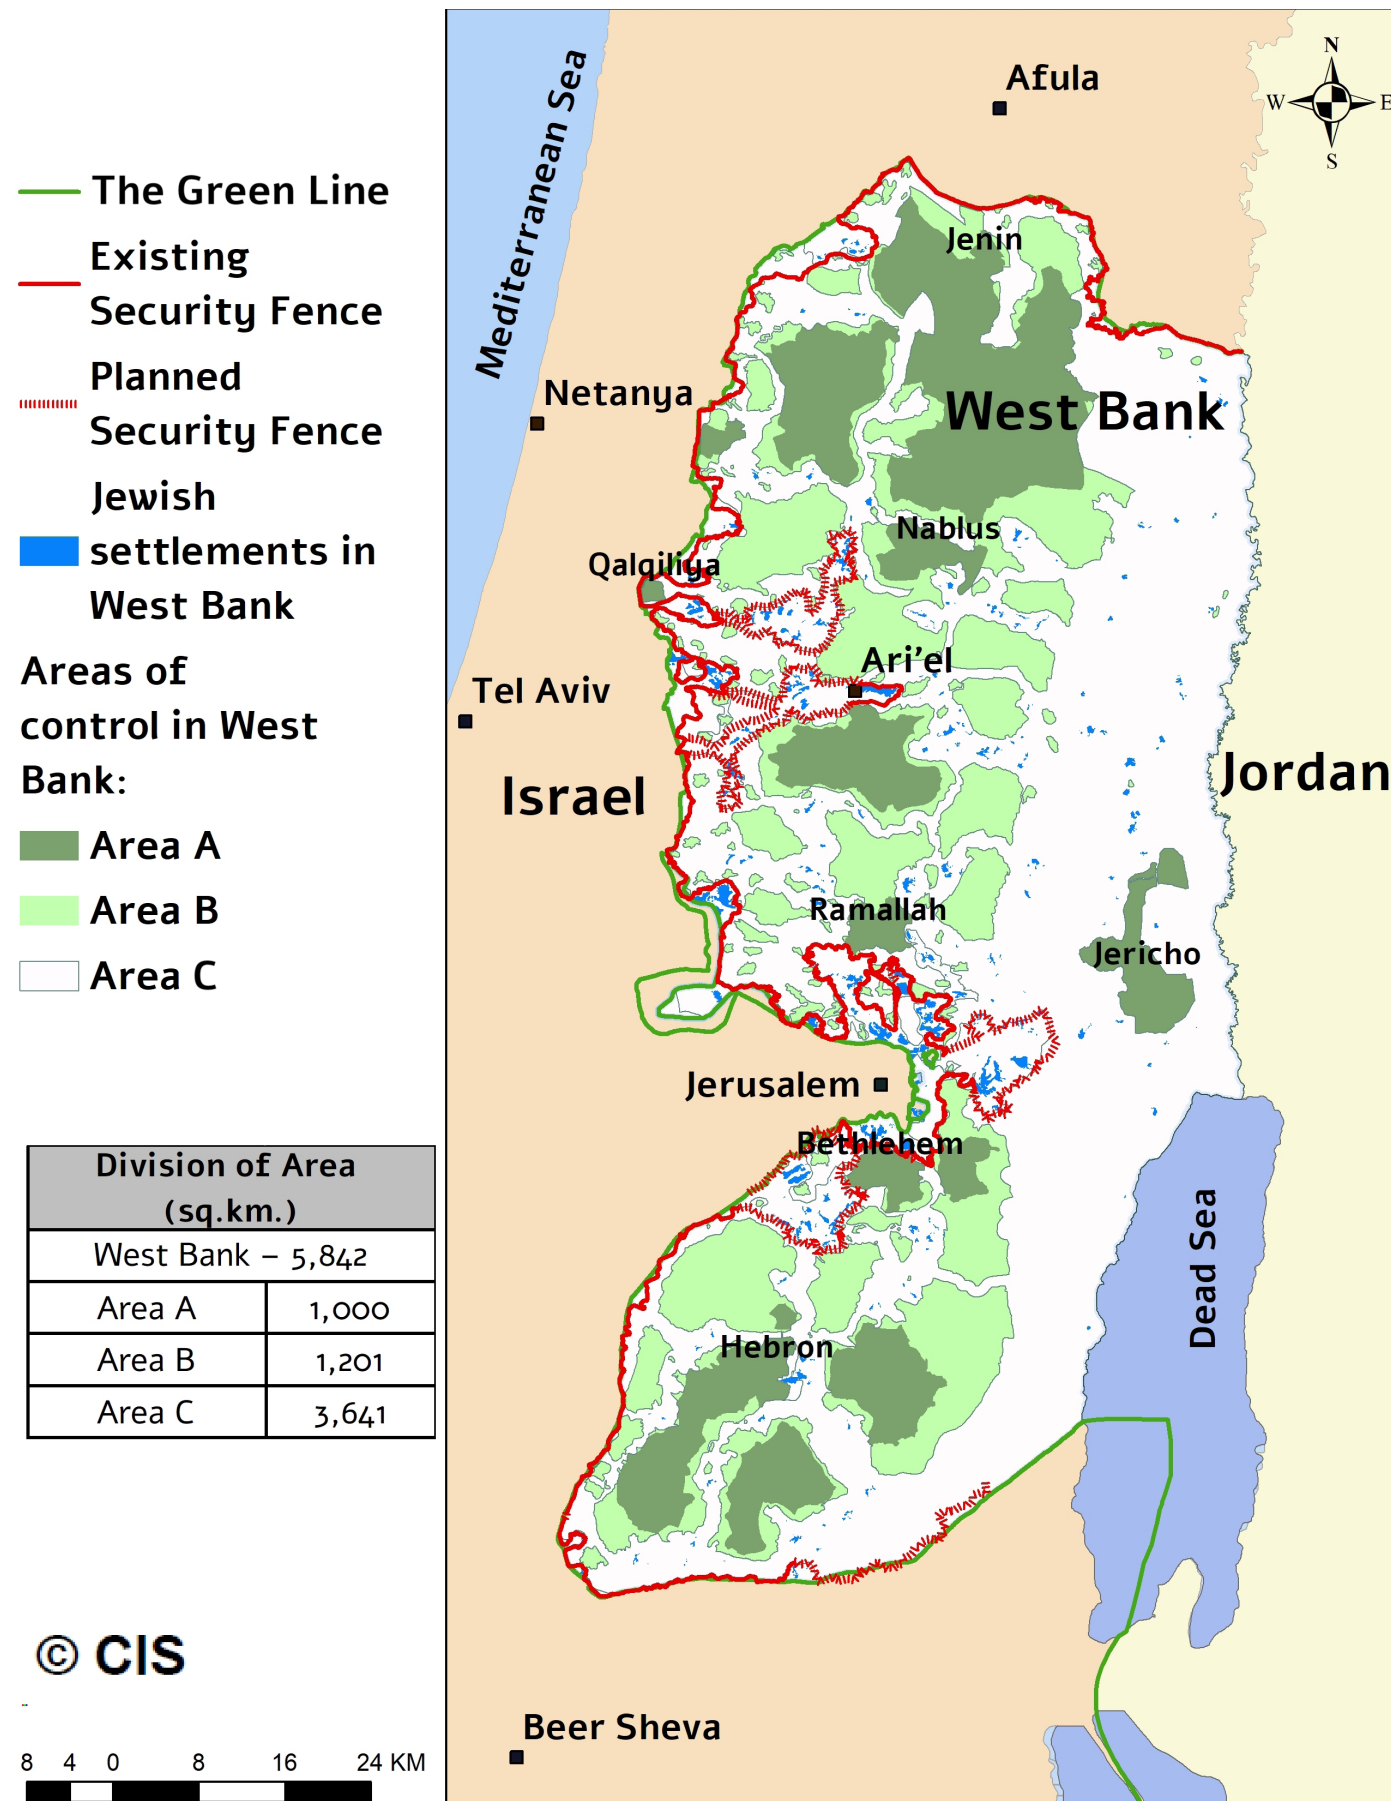 The Green Line
Existing
Security Fence
Planned
Security Fence
Jewish
settlements in
West Bank
Areas of
control in West
Bank:
Area A
Area B
Area C
Division of Area
(sq.km.)
West Bank – 5,842
Area A 1,000
Area B 1,201
Area C 3,641
© CIS
8 4 0 8 16 24 KM
N
W E
S
Mediterranean Sea
Afula
Jenin
Netanya
West Bank
Nablus
Qalqiliya
Ari'el
Tel Aviv
Israel
Jordan
Ramallah
Jericho
Jerusalem
Bethlehem
Dead Sea
Hebron
Beer Sheva